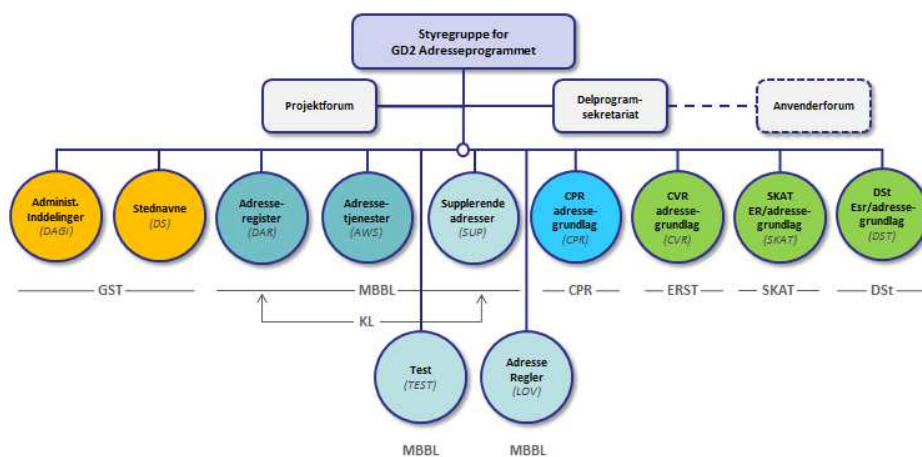 Styregruppe for
GD2 Adresseprogrammet
Projektforum
Delprogram-
sekretariat
Anvenderforum
Administ.
Inddelinger
(DAGI)
Stednavne
(DS)
Adresse-
register
(DAR)
Adresse-
tjenester
(AWS)
Supplerende
adresser
(SUP)
CPR
adresse-
grundlag
(CPR)
CVR
adresse-
grundlag
(CVR)
SKAT
ER/adresse-
grundlag
(SKAT)
DSt
Esr/adresse-
grundlag
(DST)
GST
MBBL
CPR
ERST
SKAT
DSt
KL
Test
(TEST)
Adresse
Regler
(LOV)
MBBL
MBBL